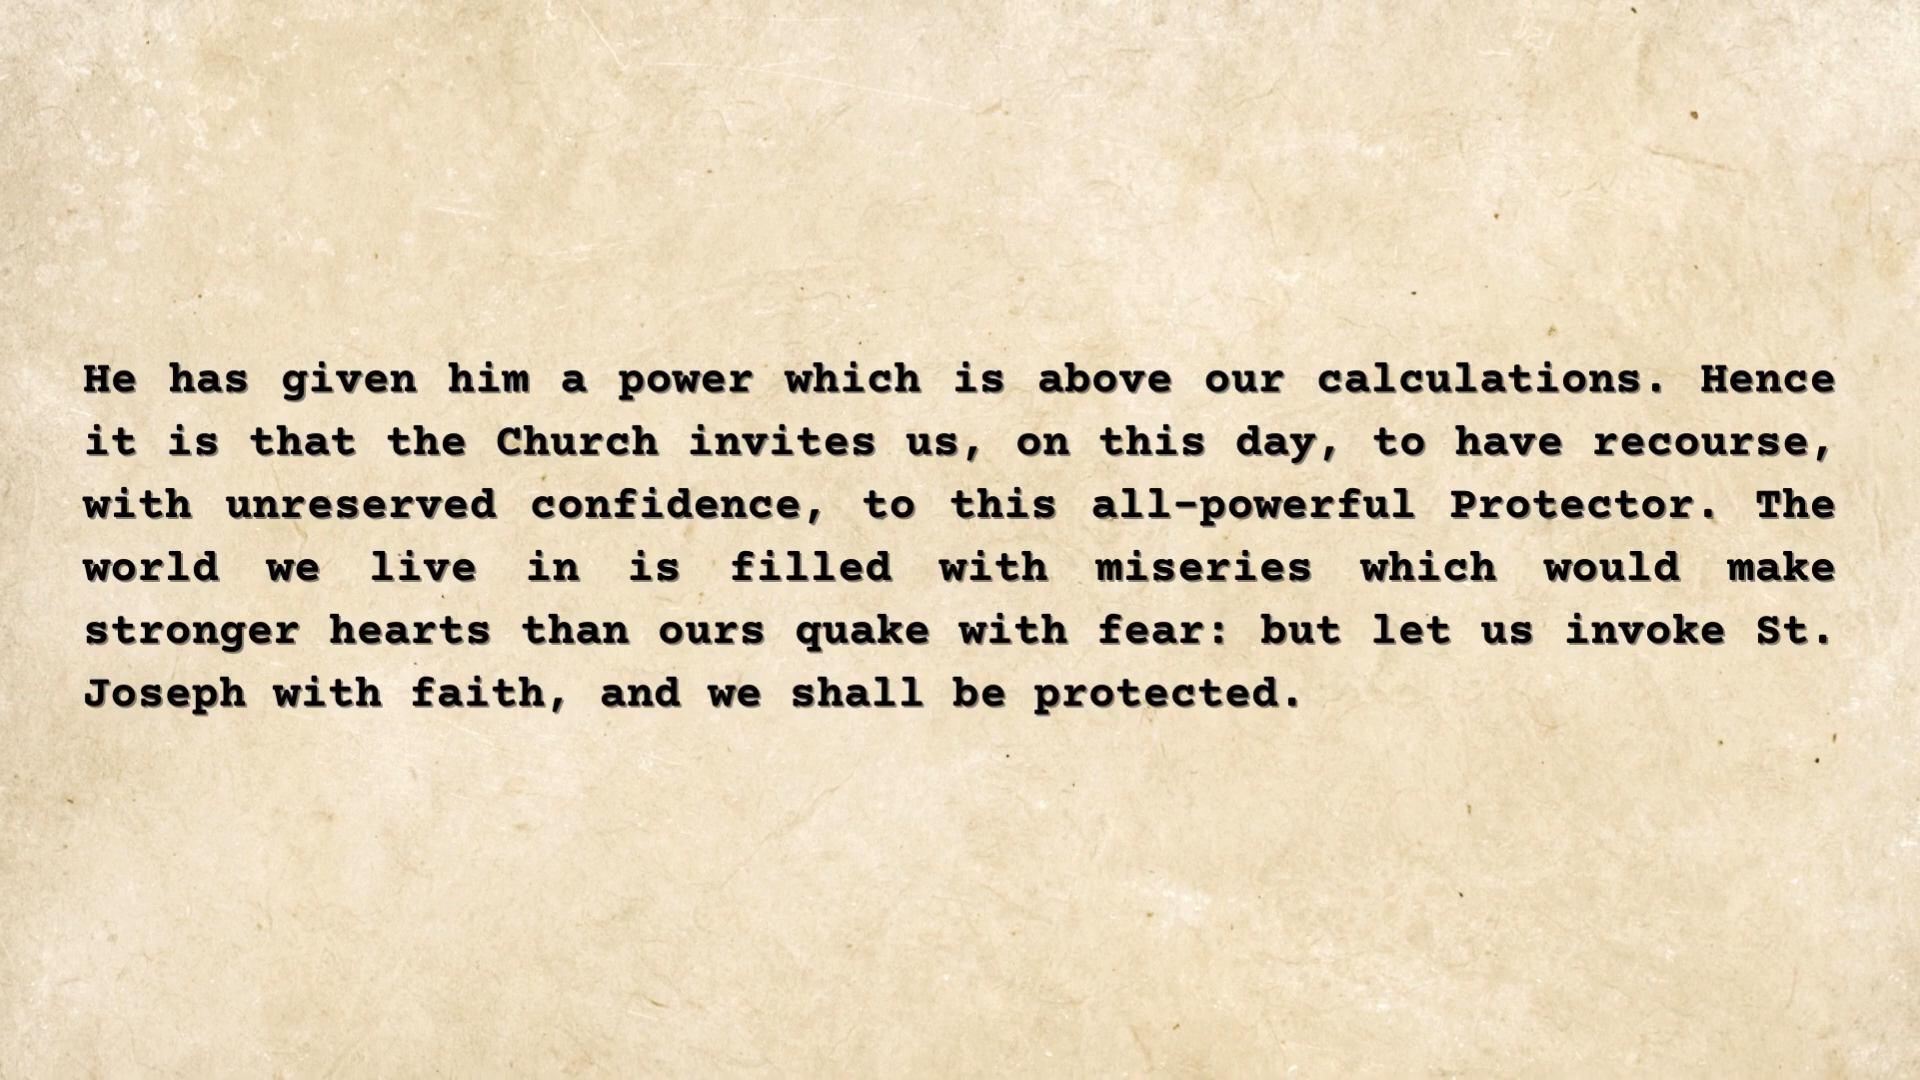 He has given him a power which is above our calculations. Hence
it is that the Church invites us, on this day, to have recourse,
with unreserved confidence, to this all-powerful Protector. The
world we live in is filled with miseries which would make
stronger hearts than ours quake with fear: but let us invoke St.
Joseph with faith, and we shall be protected.